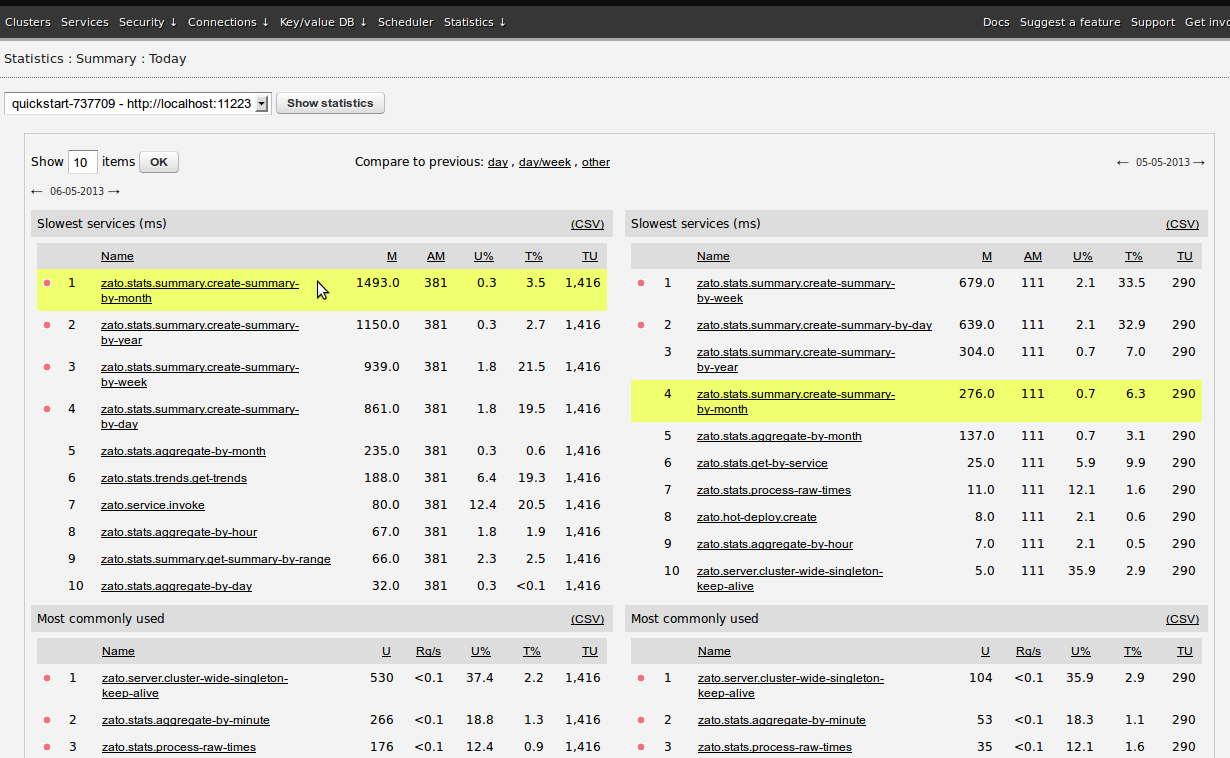 Clusters Services Security ↓ Connections ↓ Key/value DB ↓ Scheduler Statistics ↓ Docs Suggest a feature Support Get invo
Statistics : Summary : Today
quickstart-737709 - http://localhost:11223 Show statistics
Show 10 items OK Compare to previous: day , day/week , other ← 05-05-2013 →
← 06-05-2013 →
Slowest services (ms) (CSV)
Name M AM U% T% TU
1 zato.stats.summary.create-summary- 1493.0 381 0.3 3.5 1,416
by-month
2 zato.stats.summary.create-summary- 1150.0 381 0.3 2.7 1,416
by-year
3 zato.stats.summary.create-summary- 939.0 381 1.8 21.5 1,416
by-week
4 zato.stats.summary.create-summary- 861.0 381 1.8 19.5 1,416
by-day
5 zato.stats.aggregate-by-month 235.0 381 0.3 0.6 1,416
6 zato.stats.trends.get-trends 188.0 381 6.4 19.3 1,416
7 zato.service.invoke 80.0 381 12.4 20.5 1,416
8 zato.stats.aggregate-by-hour 67.0 381 1.8 1.9 1,416
9 zato.stats.summary.get-summary-by-range 66.0 381 2.3 2.5 1,416
10 zato.stats.aggregate-by-day 32.0 381 0.3 <0.1 1,416
Slowest services (ms) (CSV)
Name M AM U% T% TU
1 zato.stats.summary.create-summary- 679.0 111 2.1 33.5 290
by-week
2 zato.stats.summary.create-summary-by-day 639.0 111 2.1 32.9 290
3 zato.stats.summary.create-summary- 304.0 111 0.7 7.0 290
by-year
4 zato.stats.summary.create-summary- 276.0 111 0.7 6.3 290
by-month
5 zato.stats.aggregate-by-month 137.0 111 0.7 3.1 290
6 zato.stats.get-by-service 25.0 111 5.9 9.9 290
7 zato.stats.process-raw-times 11.0 111 12.1 1.6 290
8 zato.hot-deploy.create 8.0 111 2.1 0.6 290
9 zato.stats.aggregate-by-hour 7.0 111 2.1 0.5 290
10 zato.server.cluster-wide-singleton- 5.0 111 35.9 2.9 290
keep-alive
Most commonly used (CSV)
Name U Rq/s U% T% TU
1 zato.server.cluster-wide-singleton- 530 <0.1 37.4 2.2 1,416
keep-alive
2 zato.stats.aggregate-by-minute 266 <0.1 18.8 1.3 1,416
3 zato.stats.process-raw-times 176 <0.1 12.4 0.9 1,416
Most commonly used (CSV)
Name U Rq/s U% T% TU
1 zato.server.cluster-wide-singleton- 104 <0.1 35.9 2.9 290
keep-alive
2 zato.stats.aggregate-by-minute 53 <0.1 18.3 1.1 290
3 zato.stats.process-raw-times 35 <0.1 12.1 1.6 290